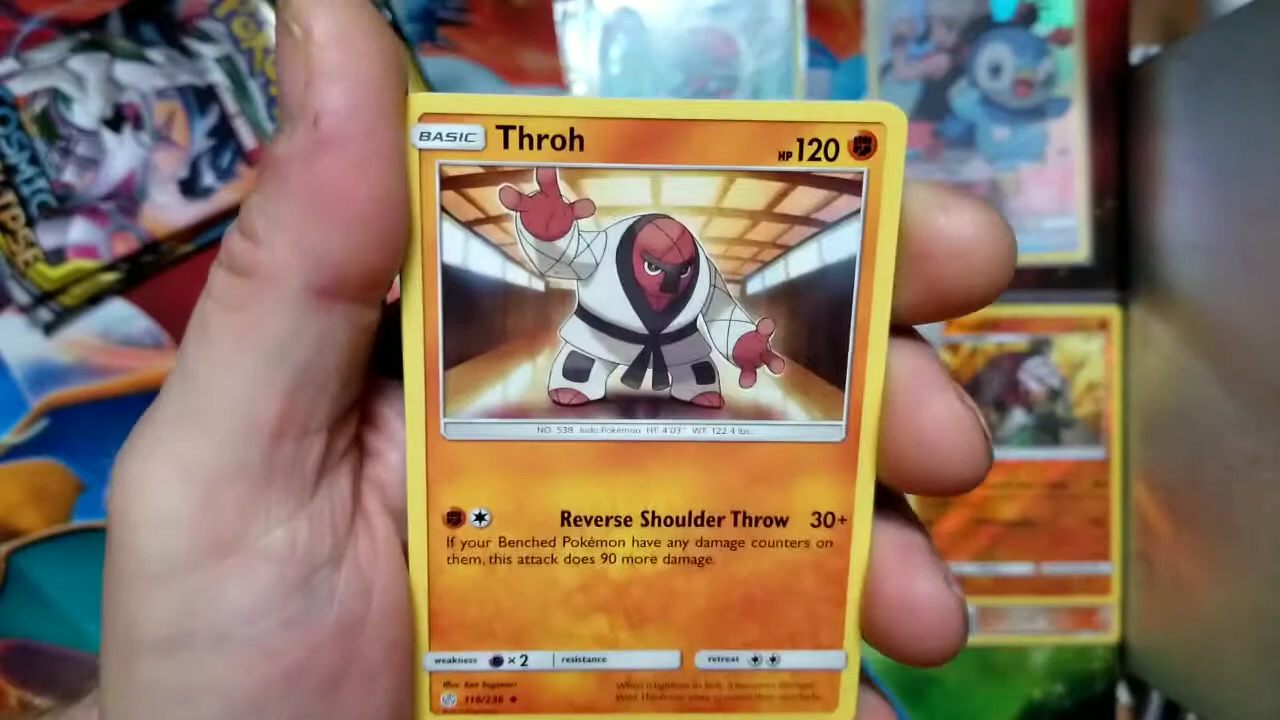 BASIC Throh HP 120
NO. 538 Judo Pokémon HT: 4'03" WT: 122.4 lbs.
Reverse Shoulder Throw 30+
If your Benched Pokémon have any damage counters on
them, this attack does 90 more damage.
weakness ×2 resistance retreat
Illus.
116/236
COSMIC